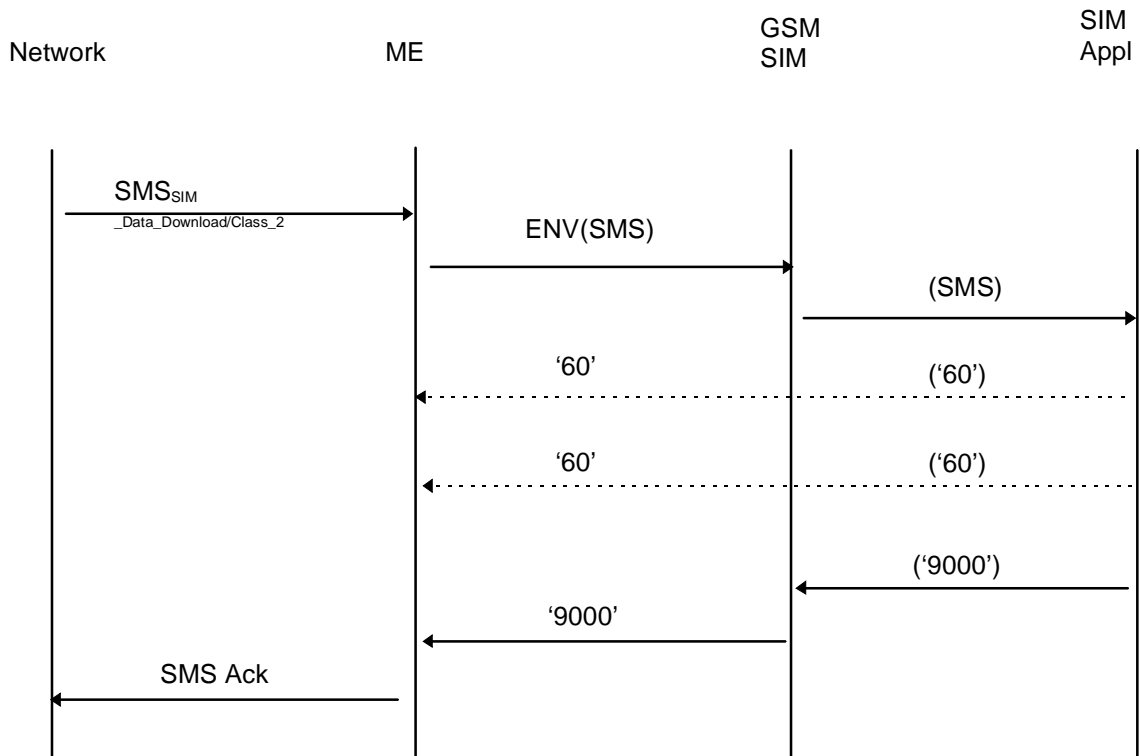 Network
ME
GSM
SIM
SIM
Appl
SMSSIM
_Data_Download/Class_2
ENV(SMS)
(SMS)
‘60’
(‘60’)
‘60’
(‘60’)
(‘9000’)
‘9000’
SMS Ack